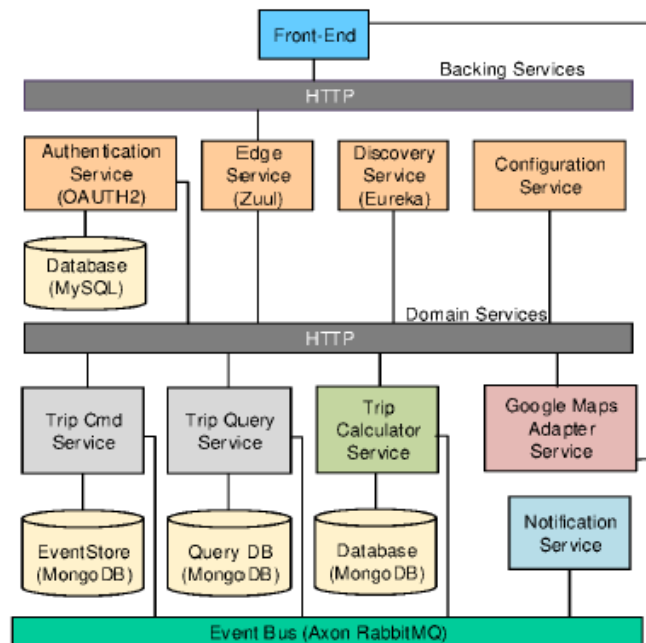 Front-End
Backing Services
HTTP
Authentication
Service
(OAUTH2)
Edge
Service
(Zuul)
Discovery
Service
(Eureka)
Configuration
Service
Database
(MySQL)
Domain Services
HTTP
Trip Cmd
Service
Trip Query
Service
Trip
Calculator
Service
Google Maps
Adapter
Service
EventStore
(MongoDB)
Query DB
(MongoDB)
Database
(MongoDB)
Notification
Service
Event Bus (Axon RabbitMQ)